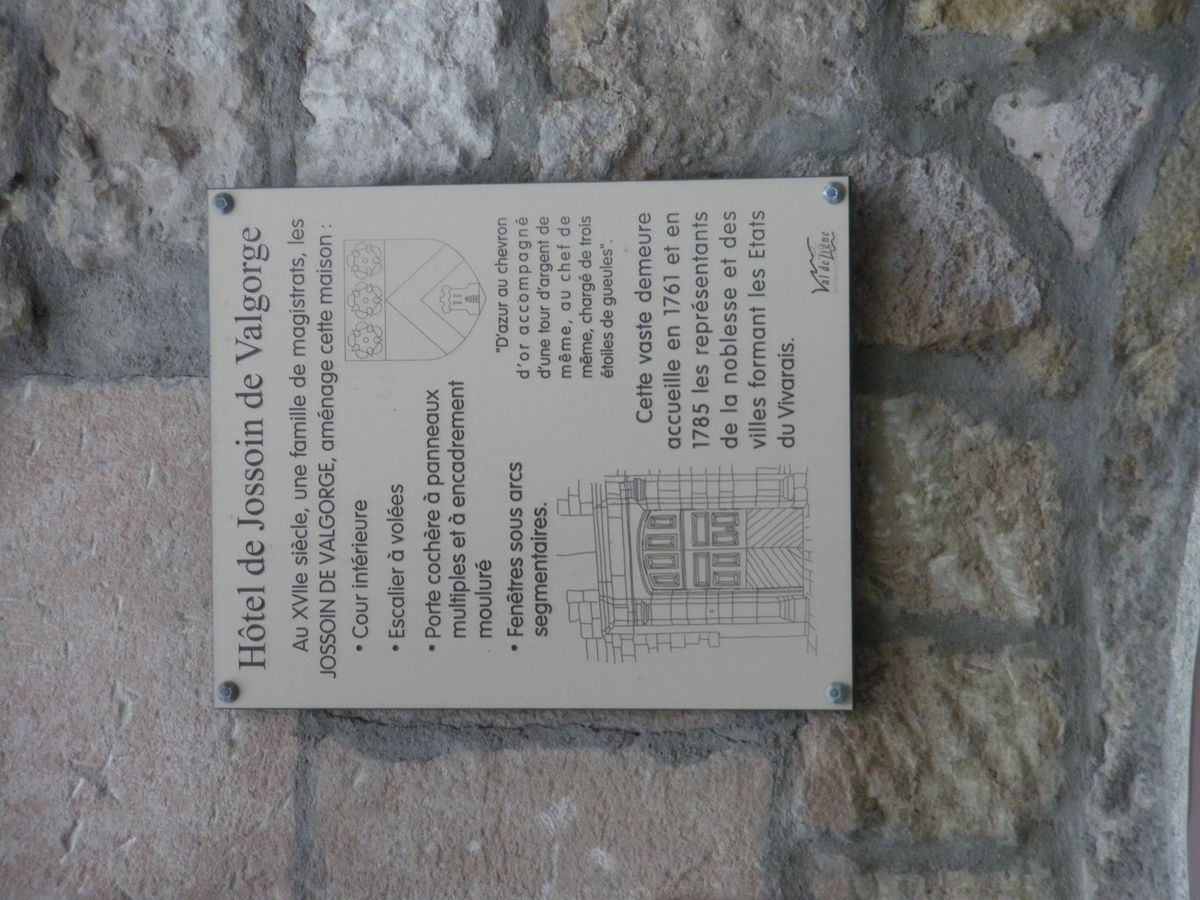 Hôtel de Jossoin de Valgorge
Au XVIIe siècle, une famille de magistrats, les
JOSSOIN DE VALGORGE, aménage cette maison :
• Cour intérieure
• Escalier à volées
• Porte cochère à panneaux
multiples et à encadrement
mouluré
• Fenêtres sous arcs
segmentaires.
"D'azur au chevron
d'or accompagné
d'une tour d'argent de
même, au chef de
même, chargé de trois
étoiles de gueules".
Cette vaste demeure
accueille en 1761 et en
1785 les représentants
de la noblesse et des
villes formant les Etats
du Vivarais.
Val de Ligne